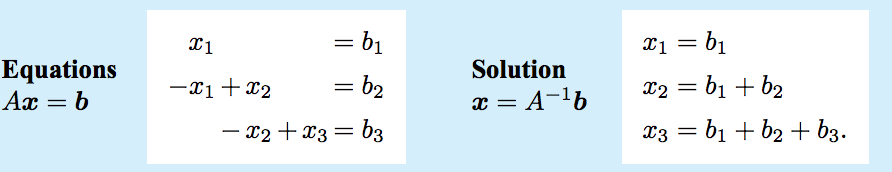 Equations
Ax = b
x₁ = b₁
−x₁ + x₂ = b₂
− x₂ + x₃ = b₃
Solution
x = A⁻¹b
x₁ = b₁
x₂ = b₁ + b₂
x₃ = b₁ + b₂ + b₃.